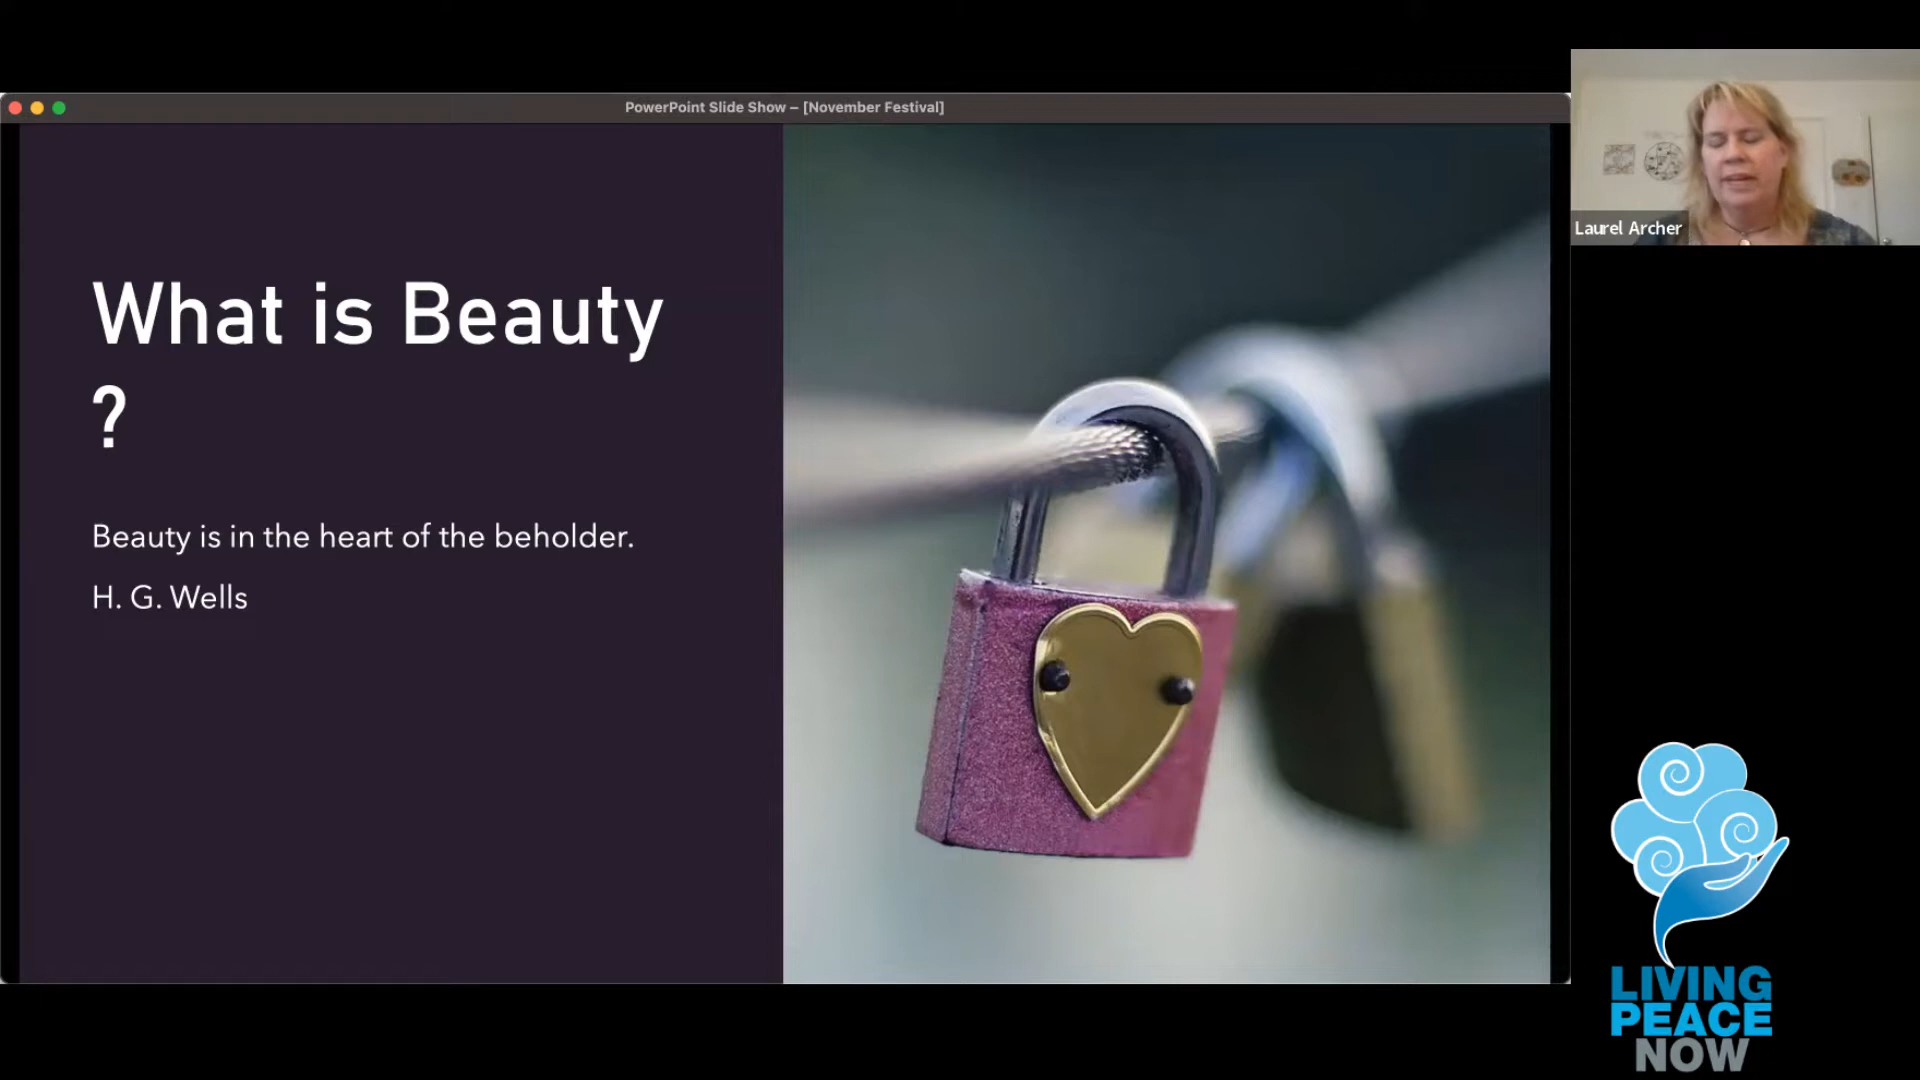 PowerPoint Slide Show – [November Festival]
What is Beauty
?
Beauty is in the heart of the beholder.
H. G. Wells
Laurel Archer
LIVING
PEACE
NOW